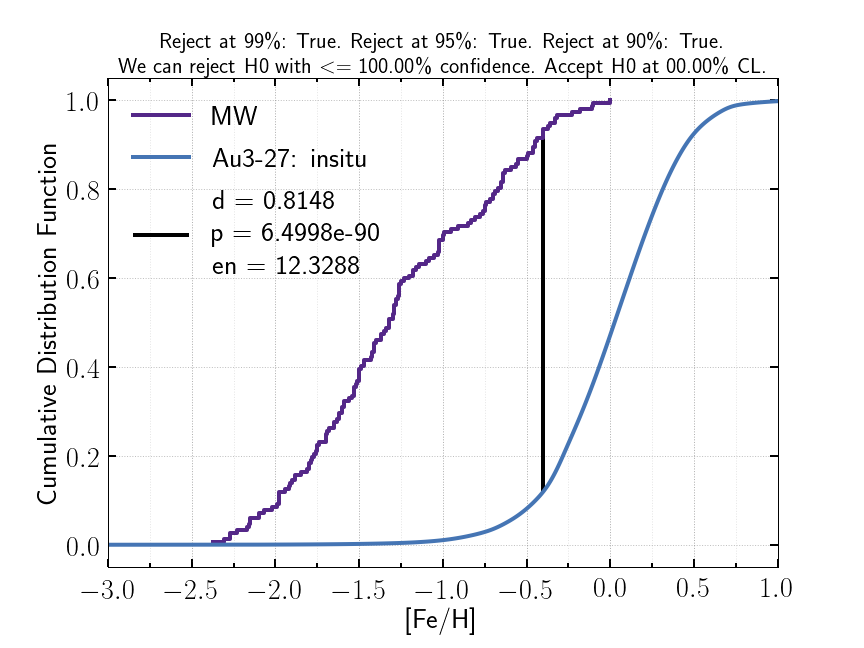 Reject at 99%: True. Reject at 95%: True. Reject at 90%: True.
We can reject H0 with <= 100.00% confidence. Accept H0 at 00.00% CL.
MW
Au3-27: insitu
d = 0.8148
p = 6.4998e-90
en = 12.3288
Cumulative Distribution Function
1.0
0.8
0.6
0.4
0.2
0.0
−3.0 −2.5 −2.0 −1.5 −1.0 −0.5 0.0 0.5 1.0
[Fe/H]